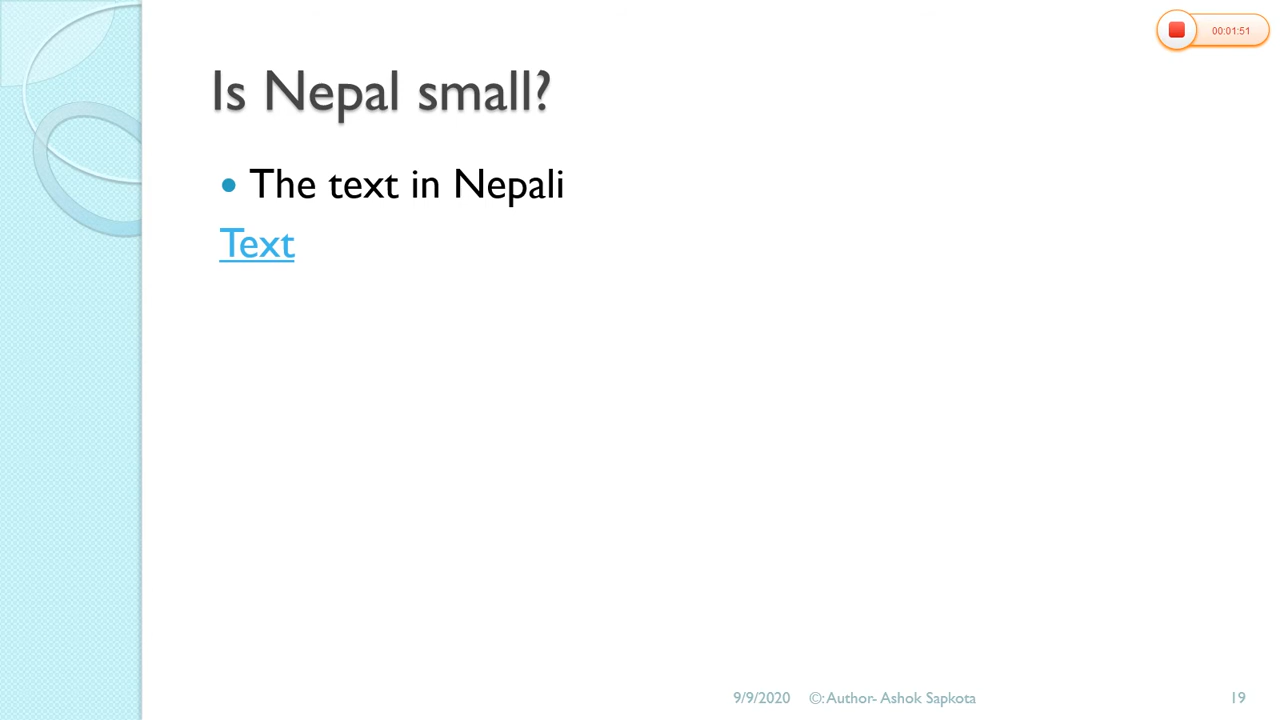 00:01:51
Is Nepal small?
• The text in Nepali
Text
9/9/2020 ©:Author- Ashok Sapkota 19